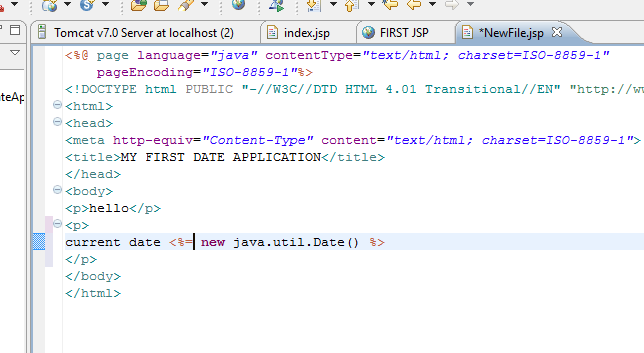 Tomcat v7.0 Server at localhost (2)
index.jsp
FIRST JSP
*NewFile.jsp
<%@ page language="java" contentType="text/html; charset=ISO-8859-1"
pageEncoding="ISO-8859-1"%>
<!DOCTYPE html PUBLIC "-//W3C//DTD HTML 4.01 Transitional//EN" "http://
<html>
<head>
<meta http-equiv="Content-Type" content="text/html; charset=ISO-8859-1">
<title>MY FIRST DATE APPLICATION</title>
</head>
<body>
<p>hello</p>
<p>
current date <%= new java.util.Date() %>
</p>
</body>
</html>